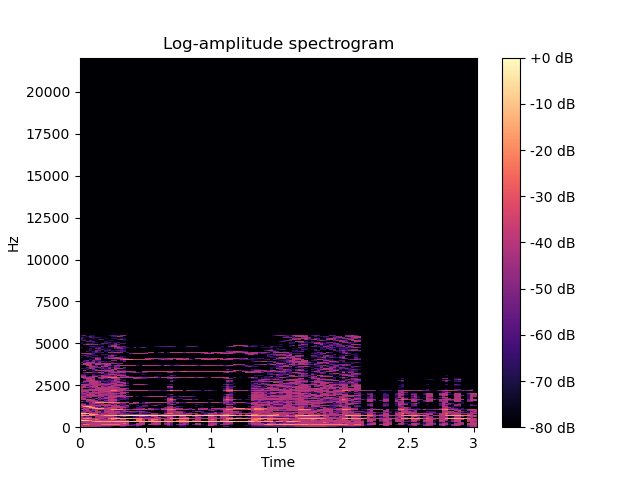 Log-amplitude spectrogram
20000
17500
15000
12500
10000
7500
5000
2500
0
Hz
0 0.5 1 1.5 2 2.5 3
Time
+0 dB
-10 dB
-20 dB
-30 dB
-40 dB
-50 dB
-60 dB
-70 dB
-80 dB